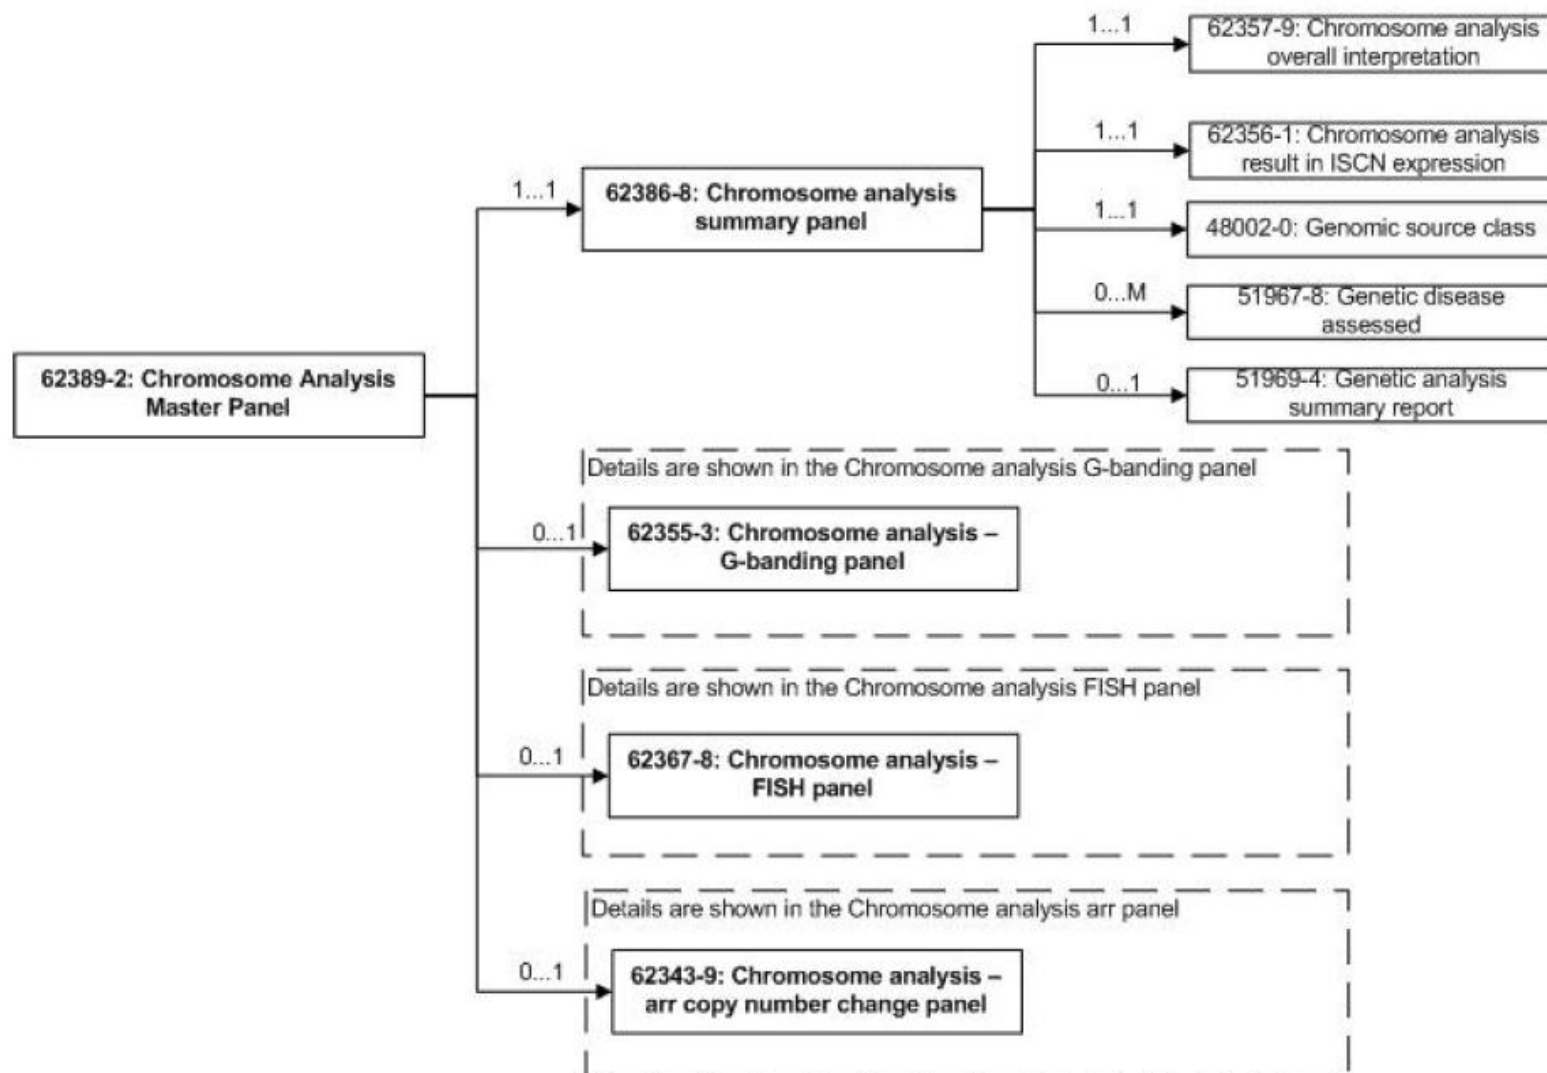 1...1
62357-9: Chromosome analysis
overall interpretation
1...1
62356-1: Chromosome analysis
result in ISCN expression
1...1
62386-8: Chromosome analysis
summary panel
1...1
48002-0: Genomic source class
0...M
51967-8: Genetic disease
assessed
0...1
51969-4: Genetic analysis
summary report
62389-2: Chromosome Analysis
Master Panel
Details are shown in the Chromosome analysis G-banding panel
0...1
62355-3: Chromosome analysis –
G-banding panel
Details are shown in the Chromosome analysis FISH panel
0...1
62367-8: Chromosome analysis –
FISH panel
Details are shown in the Chromosome analysis arr panel
0...1
62343-9: Chromosome analysis –
arr copy number change panel